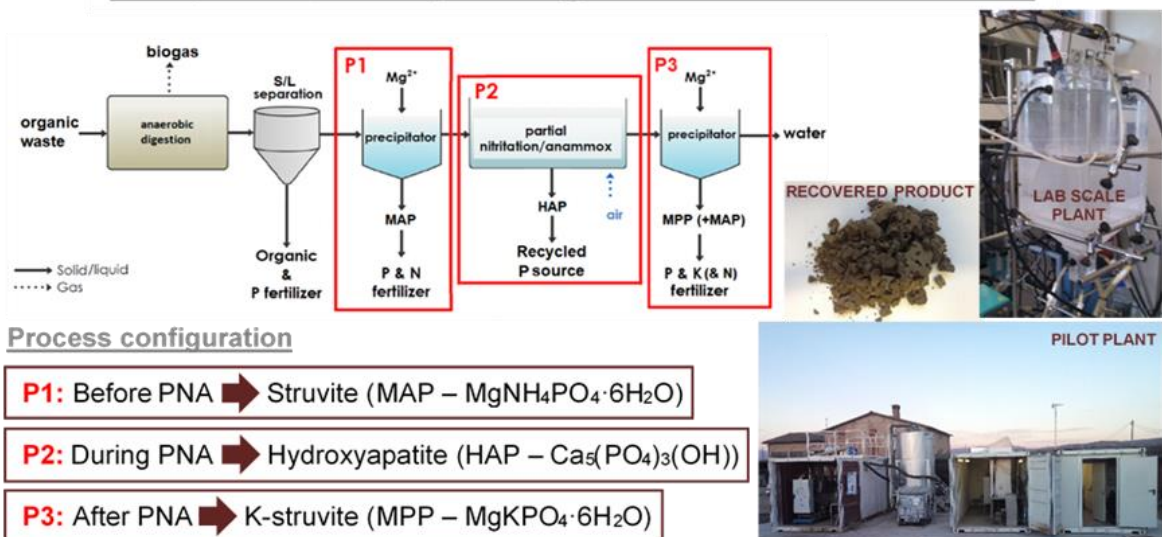 biogas
organic
waste
anaerobic
digestion
S/L
separation
Organic
&
P fertilizer
Solid/liquid
Gas
P1
Mg²⁺
precipitator
MAP
P & N
fertilizer
P2
partial
nitritation/anammox
HAP
air
Recycled
P source
P3
Mg²⁺
precipitator
water
MPP (+MAP)
P & K (& N)
fertilizer
RECOVERED PRODUCT
LAB SCALE
PLANT
PILOT PLANT
Process configuration
P1: Before PNA Struvite (MAP – MgNH₄PO₄·6H₂O)
P2: During PNA Hydroxyapatite (HAP – Ca₅(PO₄)₃(OH))
P3: After PNA K-struvite (MPP – MgKPO₄·6H₂O)